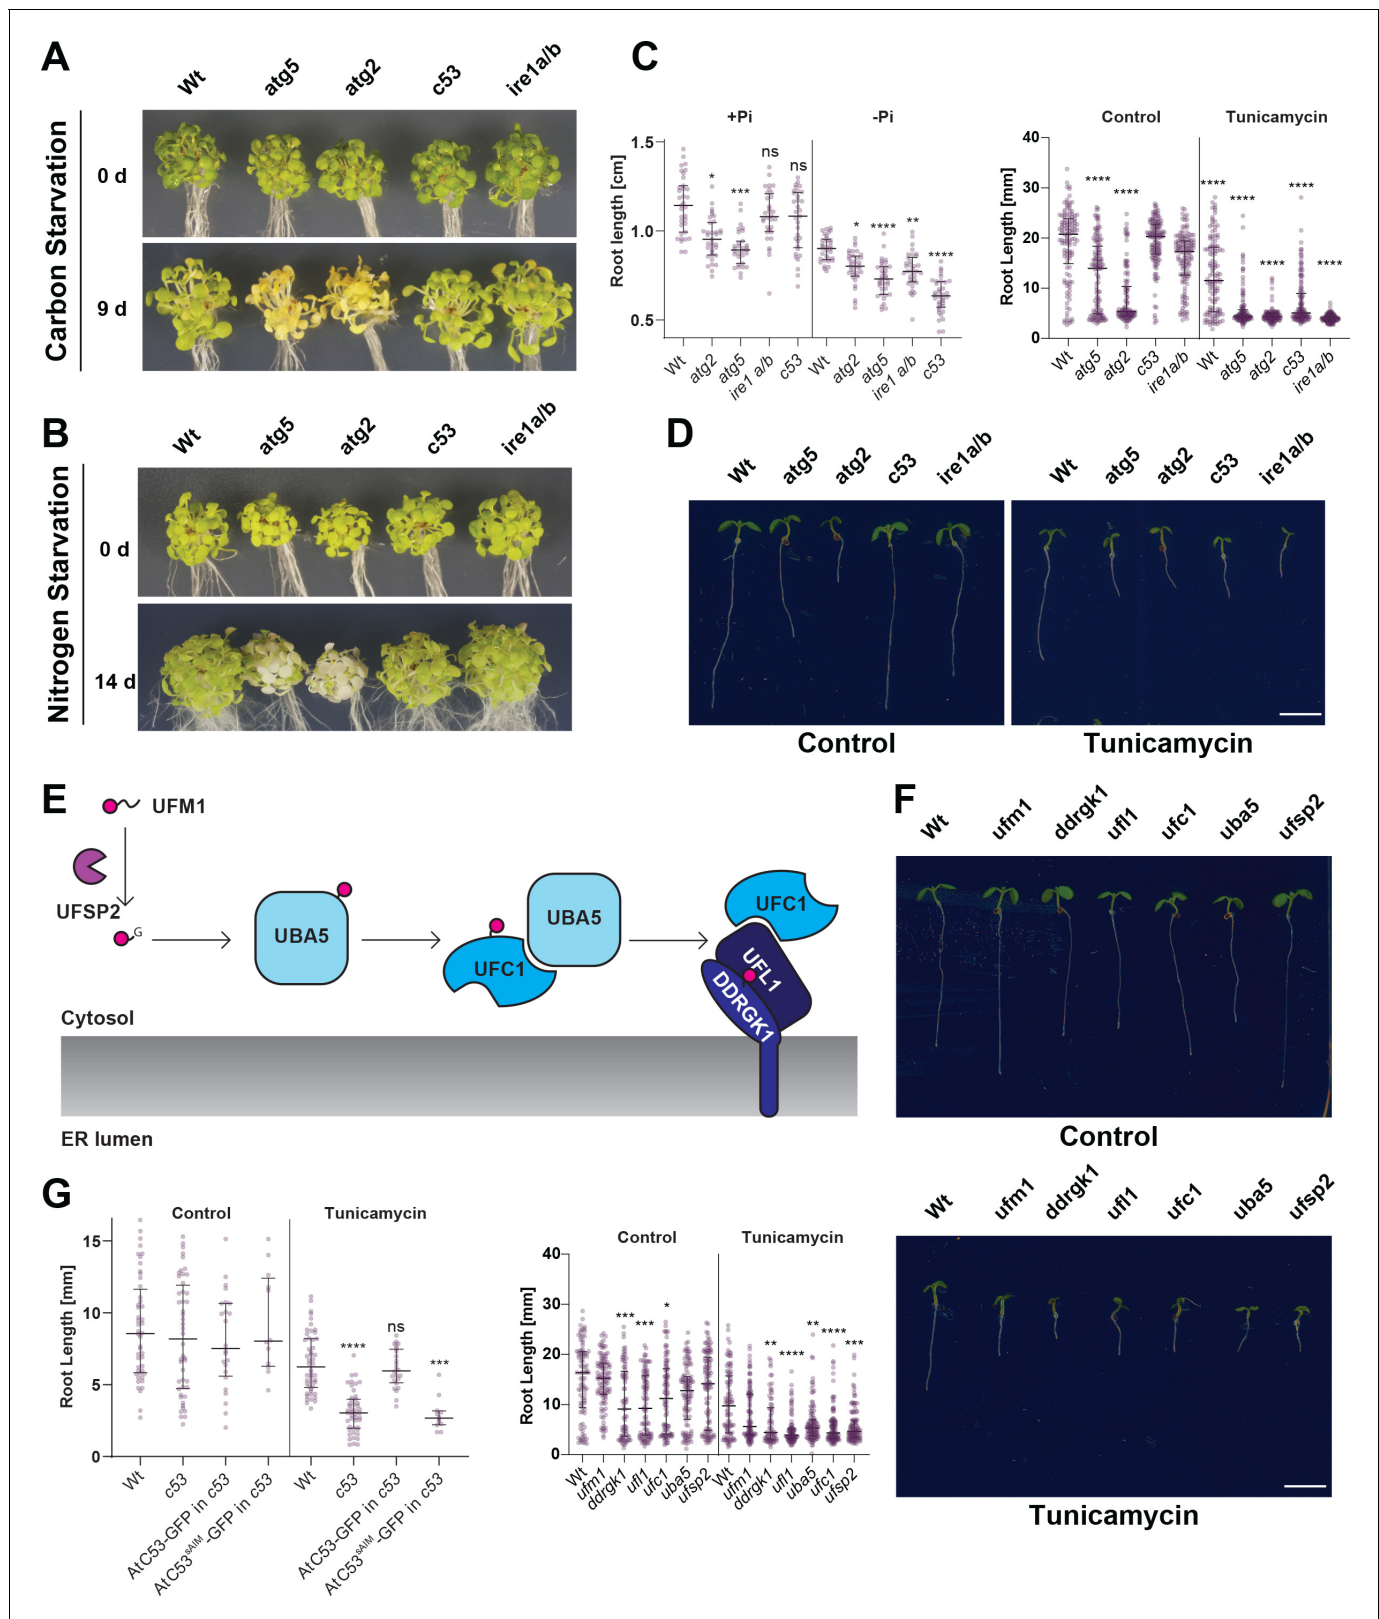 A
Wt
atg5
atg2
c53
ire1a/b
Carbon Starvation
0 d
9 d
B
Wt
atg5
atg2
c53
ire1a/b
Nitrogen Starvation
0 d
14 d
C
+Pi
-Pi
Root length [cm]
1.5
1.0
0.5
*
***
ns
ns
*
****
**
****
Wt
atg2
atg5
ire1 a/b
c53
Wt
atg2
atg5
ire1 a/b
c53
Control
Tunicamycin
Root Length [mm]
40
30
20
10
0
****
****
****
****
****
****
****
Wt
atg5
atg2
c53
ire1a/b
Wt
atg5
atg2
c53
ire1a/b
D
Wt
atg5
atg2
c53
ire1a/b
Wt
atg5
atg2
c53
ire1a/b
Control
Tunicamycin
E
UFM1
UFSP2
G
UBA5
UFC1
UBA5
UFC1
UFL1
DDRGK1
Cytosol
ER lumen
F
Wt
ufm1
ddrgk1
ufl1
ufc1
uba5
ufsp2
Control
Wt
ufm1
ddrgk1
ufl1
ufc1
uba5
ufsp2
Tunicamycin
G
Control
Tunicamycin
Root Length [mm]
15
10
5
0
****
ns
***
Wt
c53
AtC53-GFP in c53
AtC53sAIM-GFP in c53
Wt
c53
AtC53-GFP in c53
AtC53sAIM-GFP in c53
Control
Tunicamycin
Root Length [mm]
40
30
20
10
0
***
***
*
**
****
**
****
***
Wt
ufm1
ddrgk1
ufl1
ufc1
uba5
ufsp2
Wt
ufm1
ddrgk1
ufl1
uba5
ufc1
ufsp2